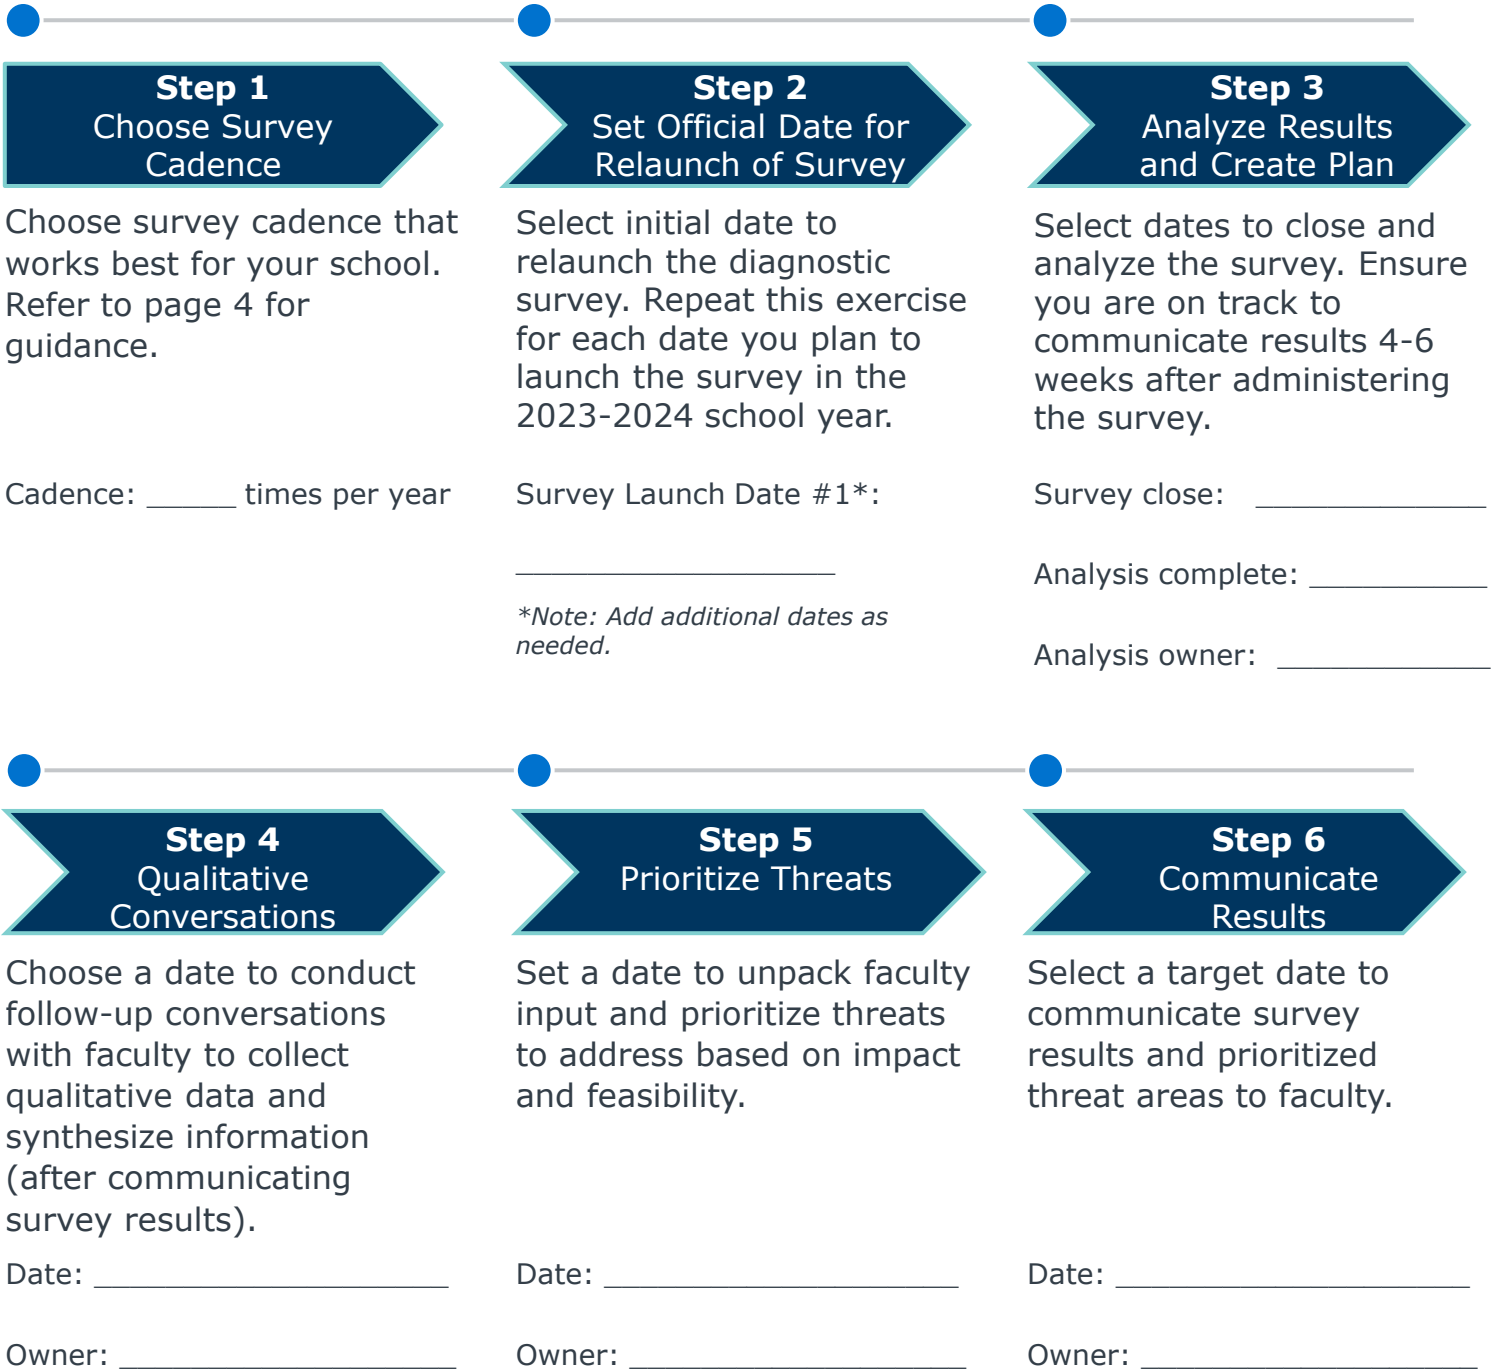 Step 1
Choose Survey
Cadence
Choose survey cadence that
works best for your school.
Refer to page 4 for
guidance.
Cadence: _____ times per year
Step 2
Set Official Date for
Relaunch of Survey
Select initial date to
relaunch the diagnostic
survey. Repeat this exercise
for each date you plan to
launch the survey in the
2023-2024 school year.
Survey Launch Date #1*:
__________________
*Note: Add additional dates as
needed.
Step 3
Analyze Results
and Create Plan
Select dates to close and
analyze the survey. Ensure
you are on track to
communicate results 4-6
weeks after administering
the survey.
Survey close: _____________
Analysis complete: __________
Analysis owner: ____________
Step 4
Qualitative
Conversations
Choose a date to conduct
follow-up conversations
with faculty to collect
qualitative data and
synthesize information
(after communicating
survey results).
Date: ____________________
Owner: ___________________
Step 5
Prioritize Threats
Set a date to unpack faculty
input and prioritize threats
to address based on impact
and feasibility.
Date: ____________________
Owner: ___________________
Step 6
Communicate
Results
Select a target date to
communicate survey
results and prioritized
threat areas to faculty.
Date: ____________________
Owner: ___________________